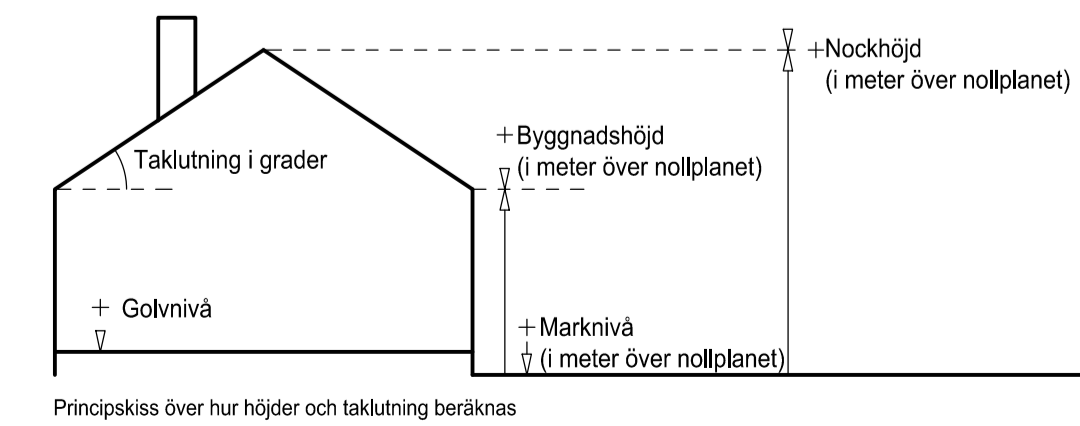 +Nockhöjd
(i meter över nollplanet)
+Byggnadshöjd
(i meter över nollplanet)
Taklutning i grader
+ Golvnivå
+Marknivå
(i meter över nollplanet)
Principskiss över hur höjder och taklutning beräknas